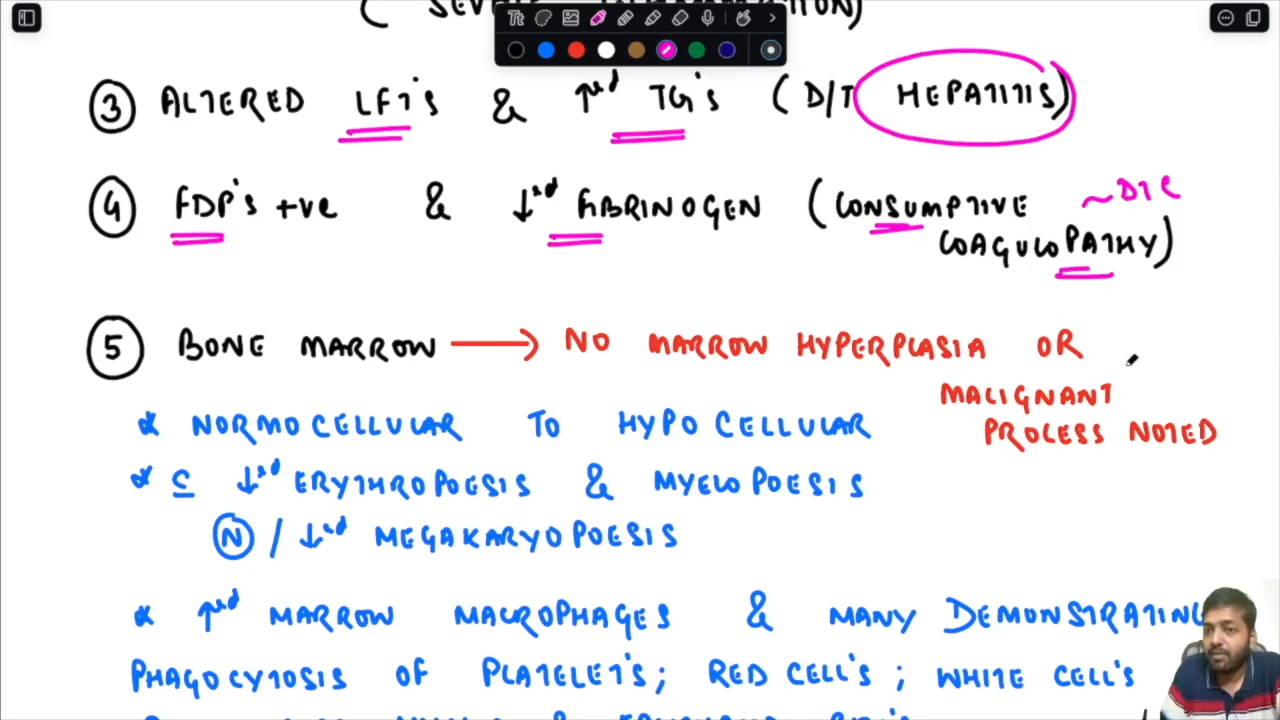 ③ ALTERED LFT's & ↑ed TG's (D/T HEPATITIS)
④ FDP's +ve & ↓ed FIBRINOGEN (CONSUMPTIVE ~DIC
COAGULOPATHY)
⑤ BONE MARROW → NO MARROW HYPERPLASIA OR
MALIGNANT
PROCESS NOTED
* NORMOCELLULAR TO HYPOCELLULAR
* C ↓ed ERYTHROPOESIS & MYELOPOESIS
Ⓝ / ↓ed MEGAKARYOPOESIS
* ↑ed MARROW MACROPHAGES & MANY DEMONSTRATING
PHAGOCYTOSIS OF PLATELET'S; RED CELL'S; WHITE CELL'S